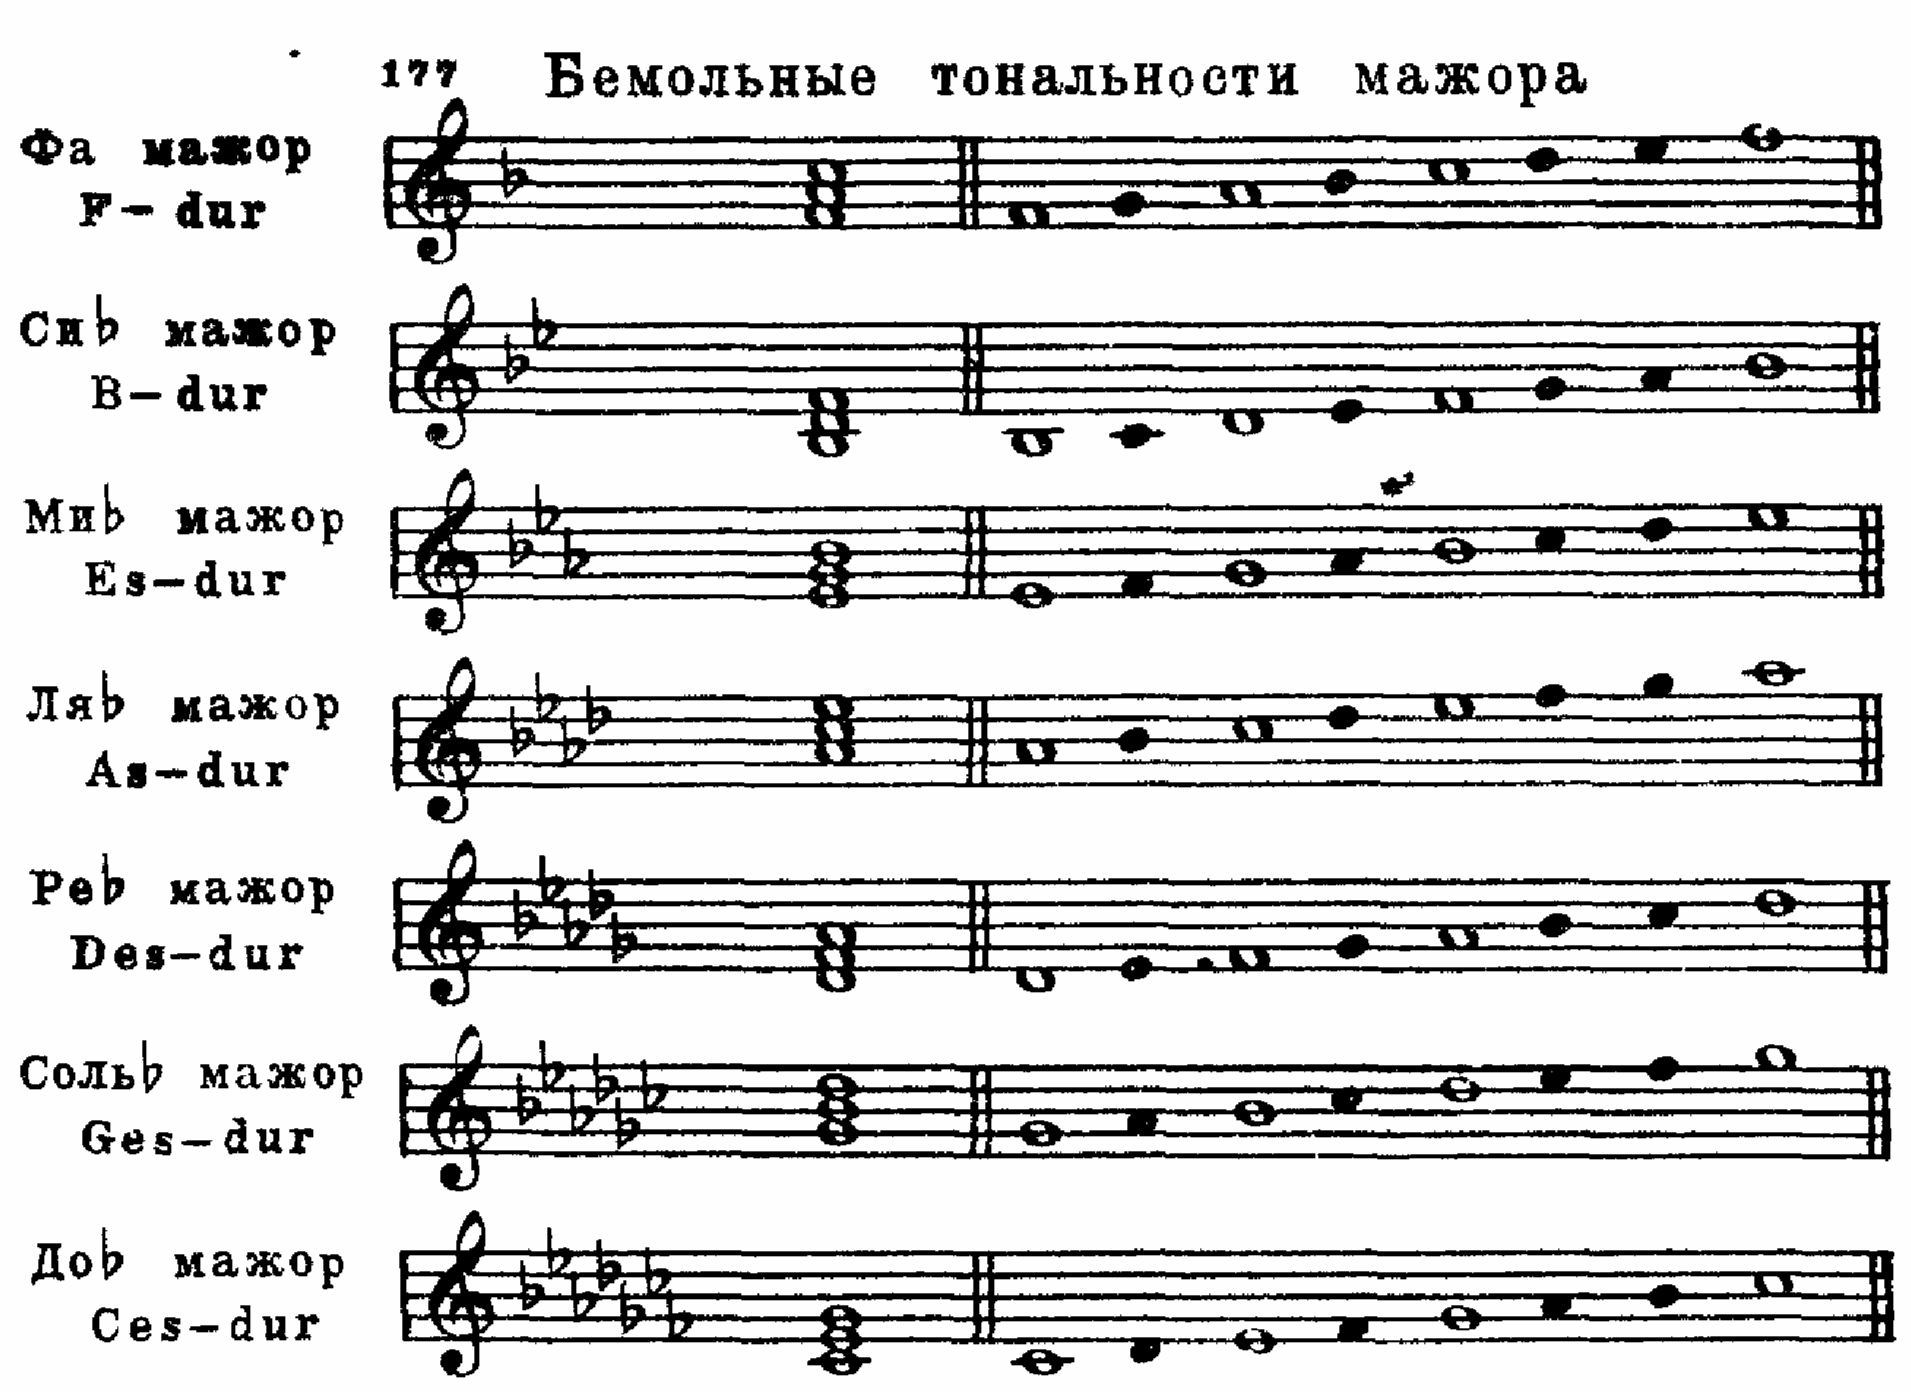 177 Бемольные тональности мажора
Фа мажор
F-dur
Си♭ мажор
B-dur
Ми♭ мажор
Es-dur
Ля♭ мажор
As-dur
Ре♭ мажор
Des-dur
Соль♭ мажор
Ges-dur
До♭ мажор
Ces-dur